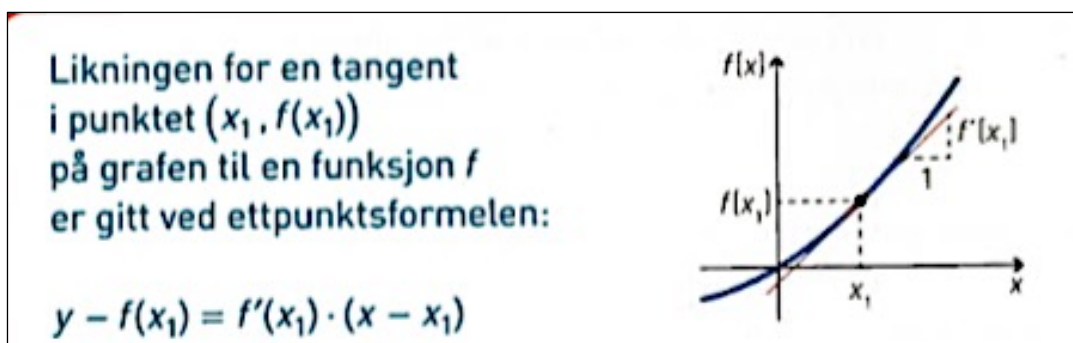 Likningen for en tangent
i punktet (x₁, f(x₁))
på grafen til en funksjon f
er gitt ved ettpunktsformelen:
y − f(x₁) = f′(x₁) · (x − x₁)
f(x)
f′(x₁)
1
f(x₁)
x₁
x